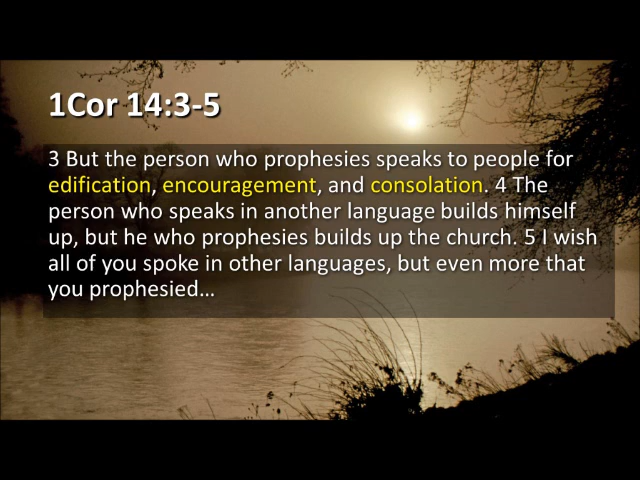 1Cor 14:3-5
3 But the person who prophesies speaks to people for
edification, encouragement, and consolation. 4 The
person who speaks in another language builds himself
up, but he who prophesies builds up the church. 5 I wish
all of you spoke in other languages, but even more that
you prophesied…